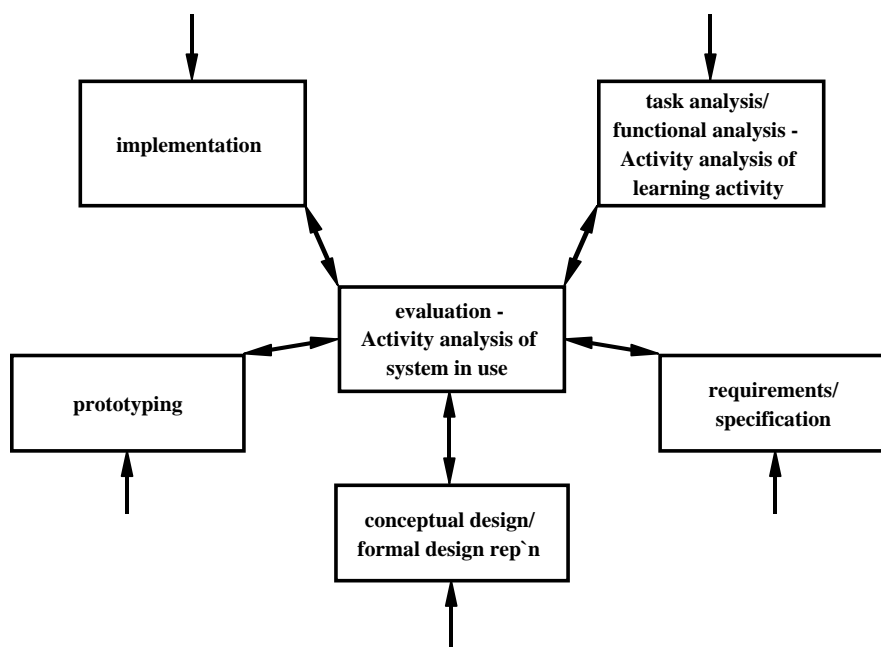 implementation
task analysis/
functional analysis -
Activity analysis of
learning activity
evaluation -
Activity analysis of
system in use
prototyping
requirements/
specification
conceptual design/
formal design rep`n